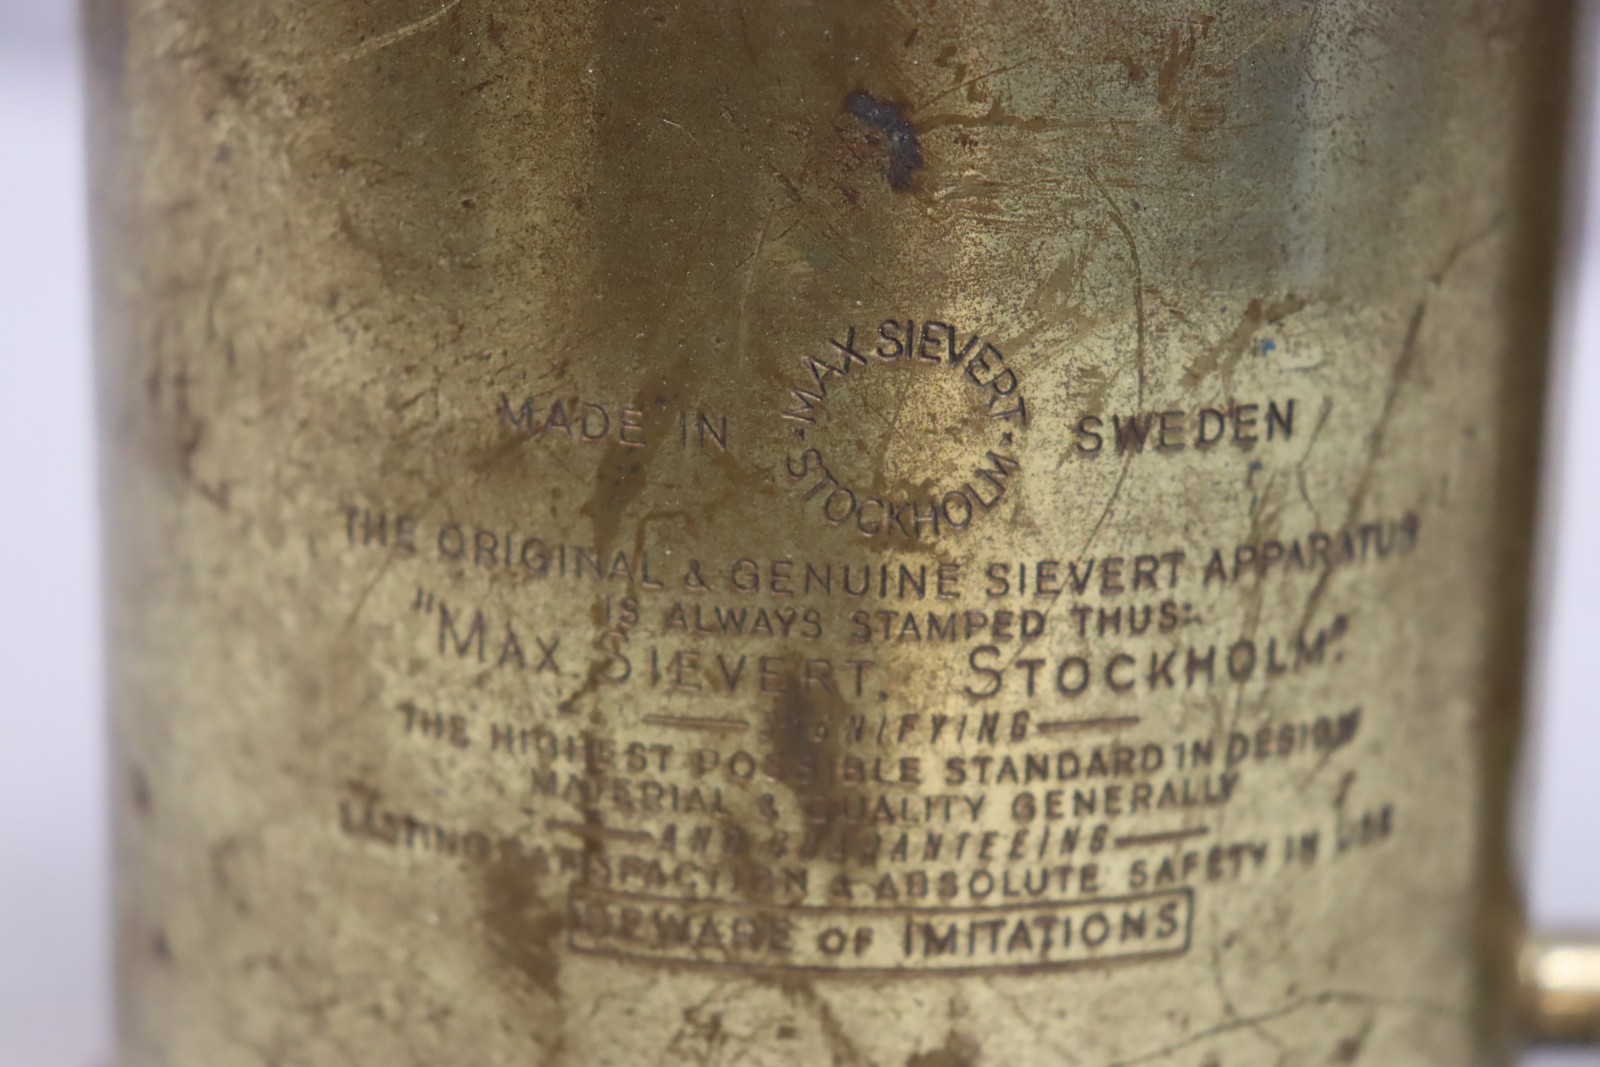 MADE IN · MAX SIEVERT · STOCKHOLM SWEDEN
THE ORIGINAL & GENUINE SIEVERT APPARATUS
IS ALWAYS STAMPED THUS:-
"MAX SIEVERT, STOCKHOLM"
SIGNIFYING
THE HIGHEST POSSIBLE STANDARD IN DESIGN
MATERIAL & QUALITY GENERALLY
AND GUARANTEEING
LASTING SATISFACTION & ABSOLUTE SAFETY IN USE
BEWARE OF IMITATIONS